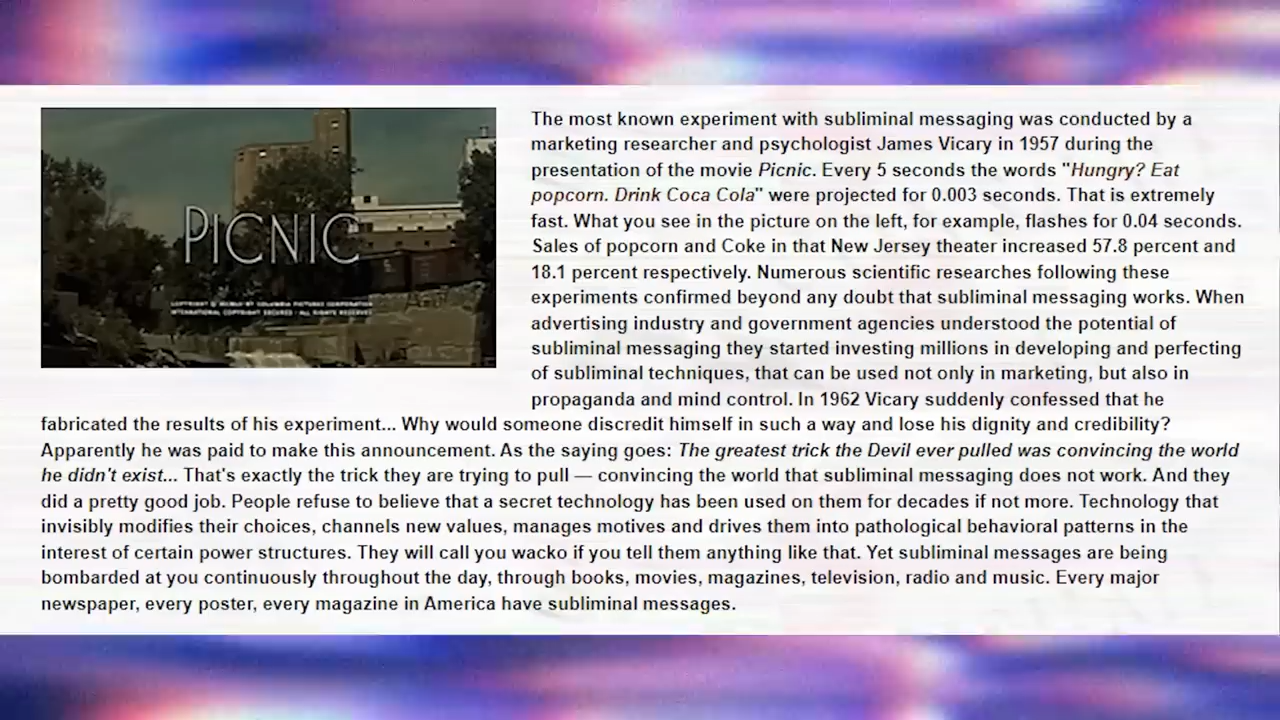 PICNIC
COPYRIGHT © MCMLV BY COLUMBIA PICTURES CORPORATION
INTERNATIONAL COPYRIGHT SECURED · ALL RIGHTS RESERVED
The most known experiment with subliminal messaging was conducted by a
marketing researcher and psychologist James Vicary in 1957 during the
presentation of the movie Picnic. Every 5 seconds the words "Hungry? Eat
popcorn. Drink Coca Cola" were projected for 0.003 seconds. That is extremely
fast. What you see in the picture on the left, for example, flashes for 0.04 seconds.
Sales of popcorn and Coke in that New Jersey theater increased 57.8 percent and
18.1 percent respectively. Numerous scientific researches following these
experiments confirmed beyond any doubt that subliminal messaging works. When
advertising industry and government agencies understood the potential of
subliminal messaging they started investing millions in developing and perfecting
of subliminal techniques, that can be used not only in marketing, but also in
propaganda and mind control. In 1962 Vicary suddenly confessed that he
fabricated the results of his experiment... Why would someone discredit himself in such a way and lose his dignity and credibility?
Apparently he was paid to make this announcement. As the saying goes: The greatest trick the Devil ever pulled was convincing the world
he didn't exist... That's exactly the trick they are trying to pull — convincing the world that subliminal messaging does not work. And they
did a pretty good job. People refuse to believe that a secret technology has been used on them for decades if not more. Technology that
invisibly modifies their choices, channels new values, manages motives and drives them into pathological behavioral patterns in the
interest of certain power structures. They will call you wacko if you tell them anything like that. Yet subliminal messages are being
bombarded at you continuously throughout the day, through books, movies, magazines, television, radio and music. Every major
newspaper, every poster, every magazine in America have subliminal messages.